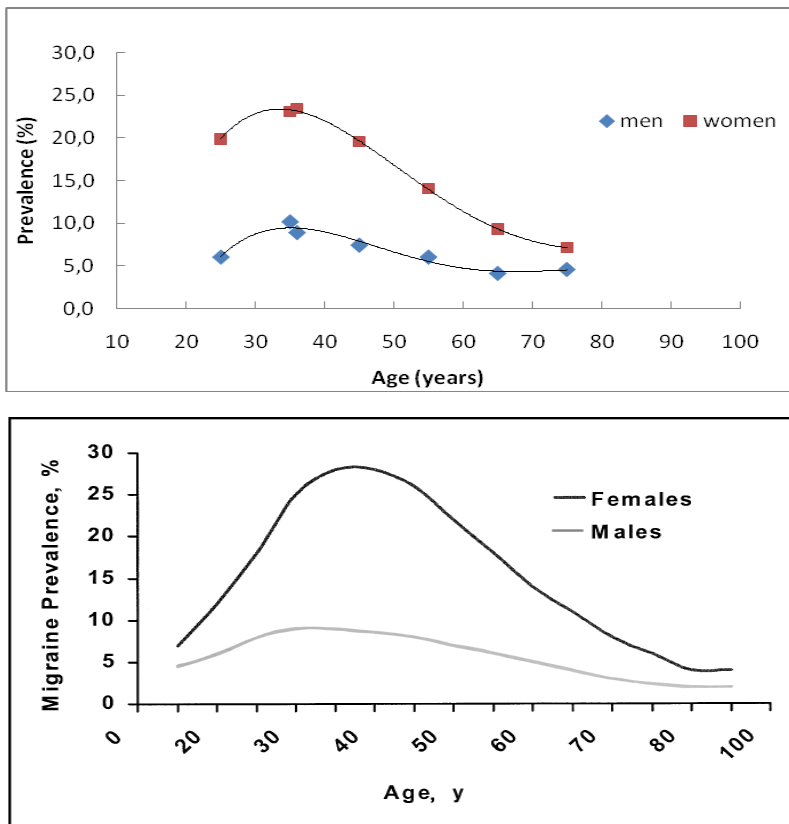 30,0
25,0
20,0
15,0
10,0
5,0
0,0
Prevalence (%)
men women
10 20 30 40 50 60 70 80 90 100
Age (years)
30
25
20
15
10
5
0
Migraine Prevalence, %
Females
Males
0 20 30 40 50 60 70 80 100
Age, y